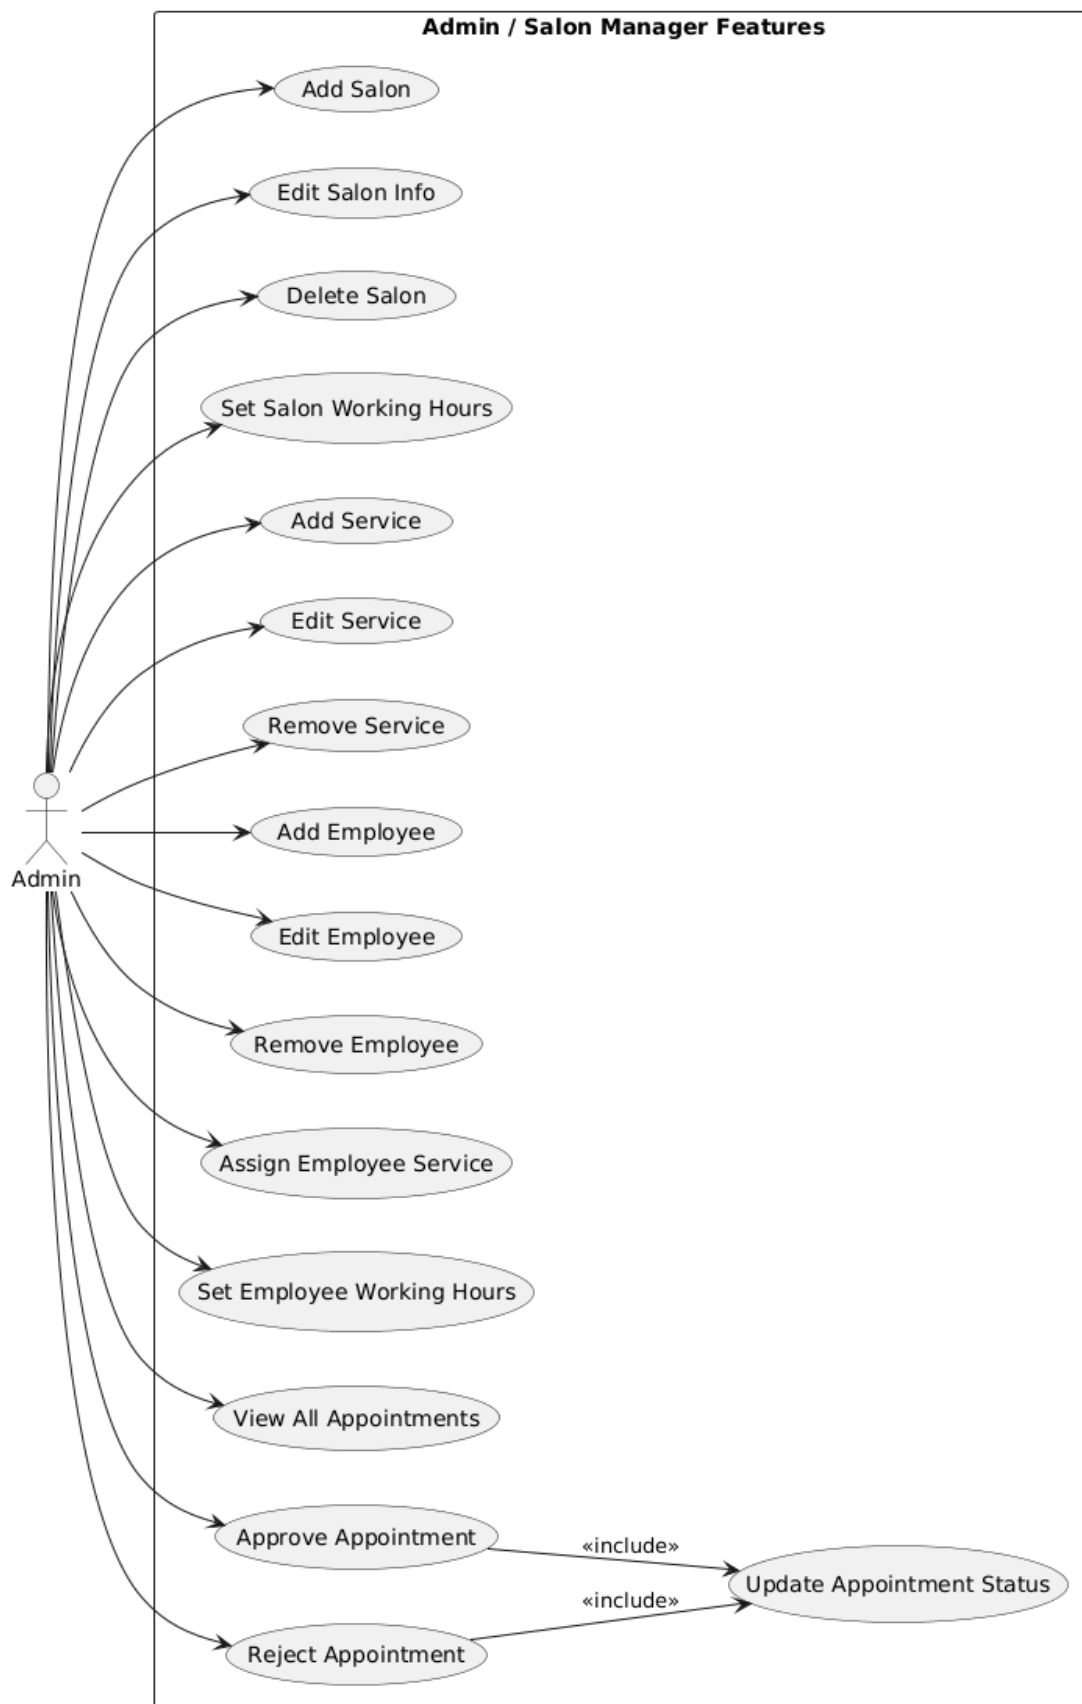 Admin / Salon Manager Features
Add Salon
Edit Salon Info
Delete Salon
Set Salon Working Hours
Add Service
Edit Service
Remove Service
Add Employee
Admin
Edit Employee
Remove Employee
Assign Employee Service
Set Employee Working Hours
View All Appointments
Approve Appointment
«include»
Update Appointment Status
«include»
Reject Appointment